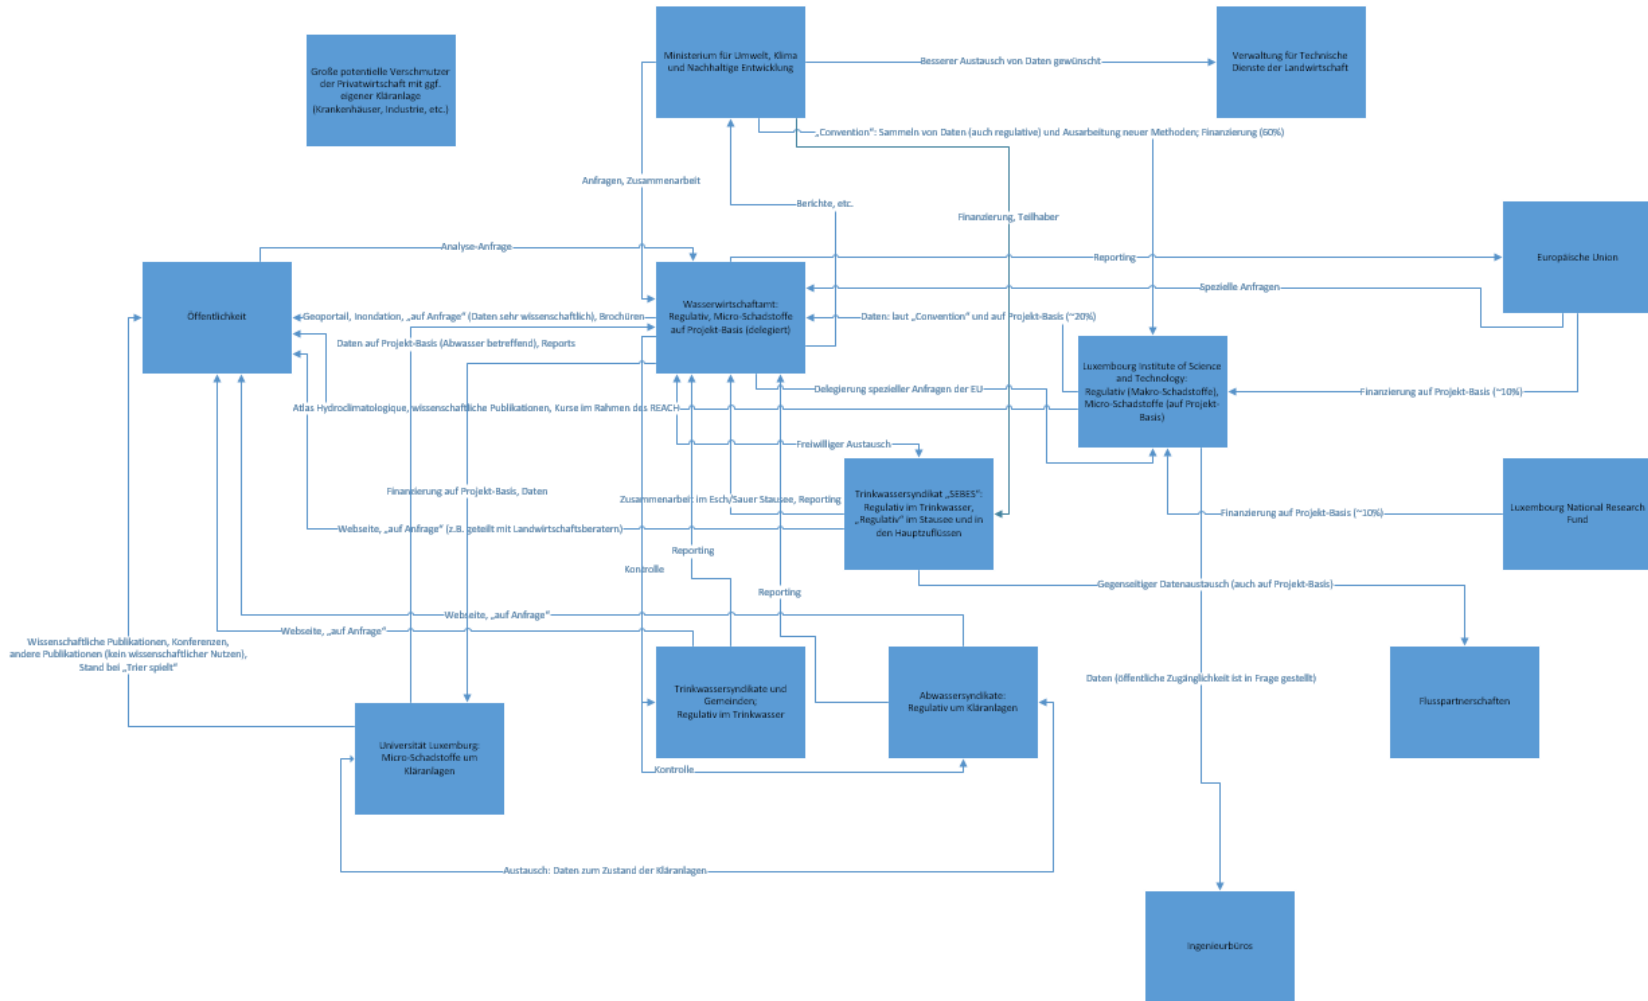 Große potentielle Verschmutzer
der Privatwirtschaft mit ggf.
eigener Kläranlage
(Krankenhäuser, Industrie, etc.)
Ministerium für Umwelt, Klima
und Nachhaltige Entwicklung
Besserer Austausch von Daten gewünscht
Verwaltung für Technische
Dienste der Landwirtschaft
„Convention“: Sammeln von Daten (auch regulative) und Ausarbeitung neuer Methoden; Finanzierung (60%)
Anfragen, Zusammenarbeit
Berichte, etc.
Finanzierung, Teilhaber
Analyse-Anfrage
Reporting
Europäische Union
Spezielle Anfragen
Öffentlichkeit
Wasserwirtschaftamt:
Regulativ, Micro-Schadstoffe
auf Projekt-Basis (delegiert)
Geoportail, Inondation, „auf Anfrage“ (Daten sehr wissenschaftlich), Brochüren
Daten: laut „Convention“ und auf Projekt-Basis (~20%)
Daten auf Projekt-Basis (Abwasser betreffend), Reports
Luxembourg Institute of Science
and Technology:
Regulativ (Makro-Schadstoffe),
Micro-Schadstoffe (auf Projekt-
Basis)
Delegierung spezieller Anfragen der EU
Finanzierung auf Projekt-Basis (~10%)
Atlas Hydroclimatologique, wissenschaftliche Publikationen, Kurse im Rahmen des REACH
Freiwilliger Austausch
Finanzierung auf Projekt-Basis, Daten
Zusammenarbeit im Esch/Sauer Stausee, Reporting
Trinkwassersyndikat „SEBES“:
Regulativ im Trinkwasser,
„Regulativ“ im Stausee und in
den Hauptzuflüssen
Finanzierung auf Projekt-Basis (~10%)
Luxembourg National Research
Fund
Webseite, „auf Anfrage“ (z.B. geteilt mit Landwirtschaftsberatern)
Reporting
Kontrolle
Reporting
Gegenseitiger Datenaustausch (auch auf Projekt-Basis)
Webseite, „auf Anfrage“
Webseite, „auf Anfrage“
Wissenschaftliche Publikationen, Konferenzen,
andere Publikationen (kein wissenschaftlicher Nutzen),
Stand bei „Trier spielt“
Daten (öffentliche Zugänglichkeit ist in Frage gestellt)
Trinkwassersyndikate und
Gemeinden;
Regulativ im Trinkwasser
Abwassersyndikate:
Regulativ um Kläranlagen
Flusspartnerschaften
Universität Luxemburg:
Micro-Schadstoffe um
Kläranlagen
Kontrolle
Austausch: Daten zum Zustand der Kläranlagen
Ingenieurbüros